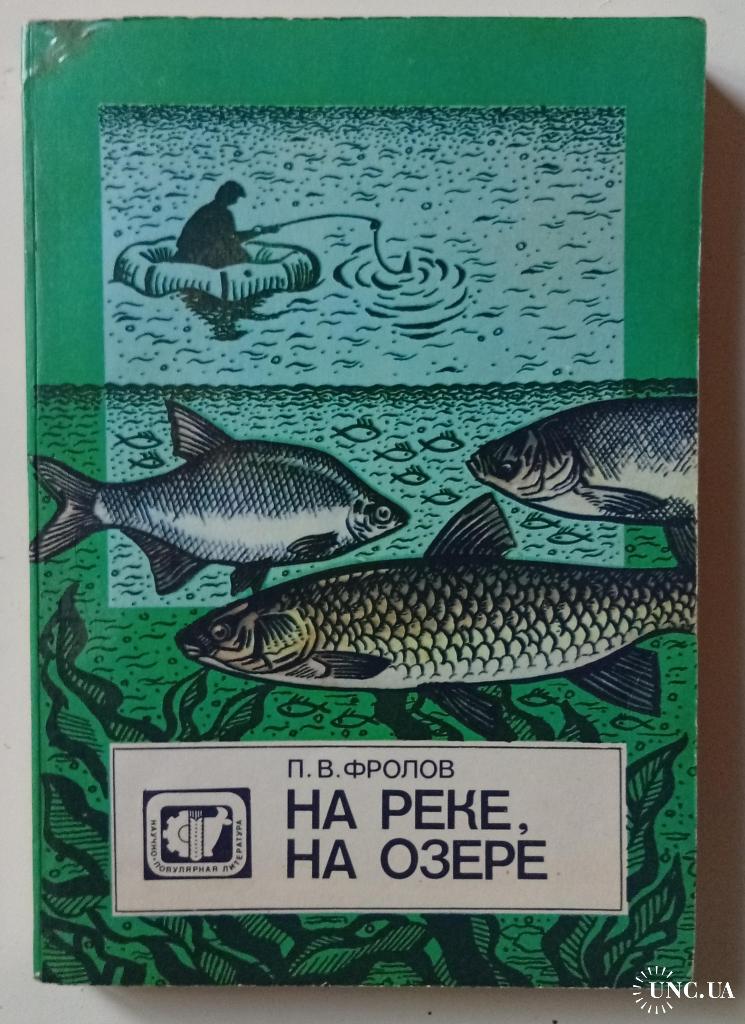 П. В. ФРОЛОВ
НА РЕКЕ,
НА ОЗЕРЕ
НАУЧНО-ПОПУЛЯРНАЯ ЛИТЕРАТУРА
UNC.UA